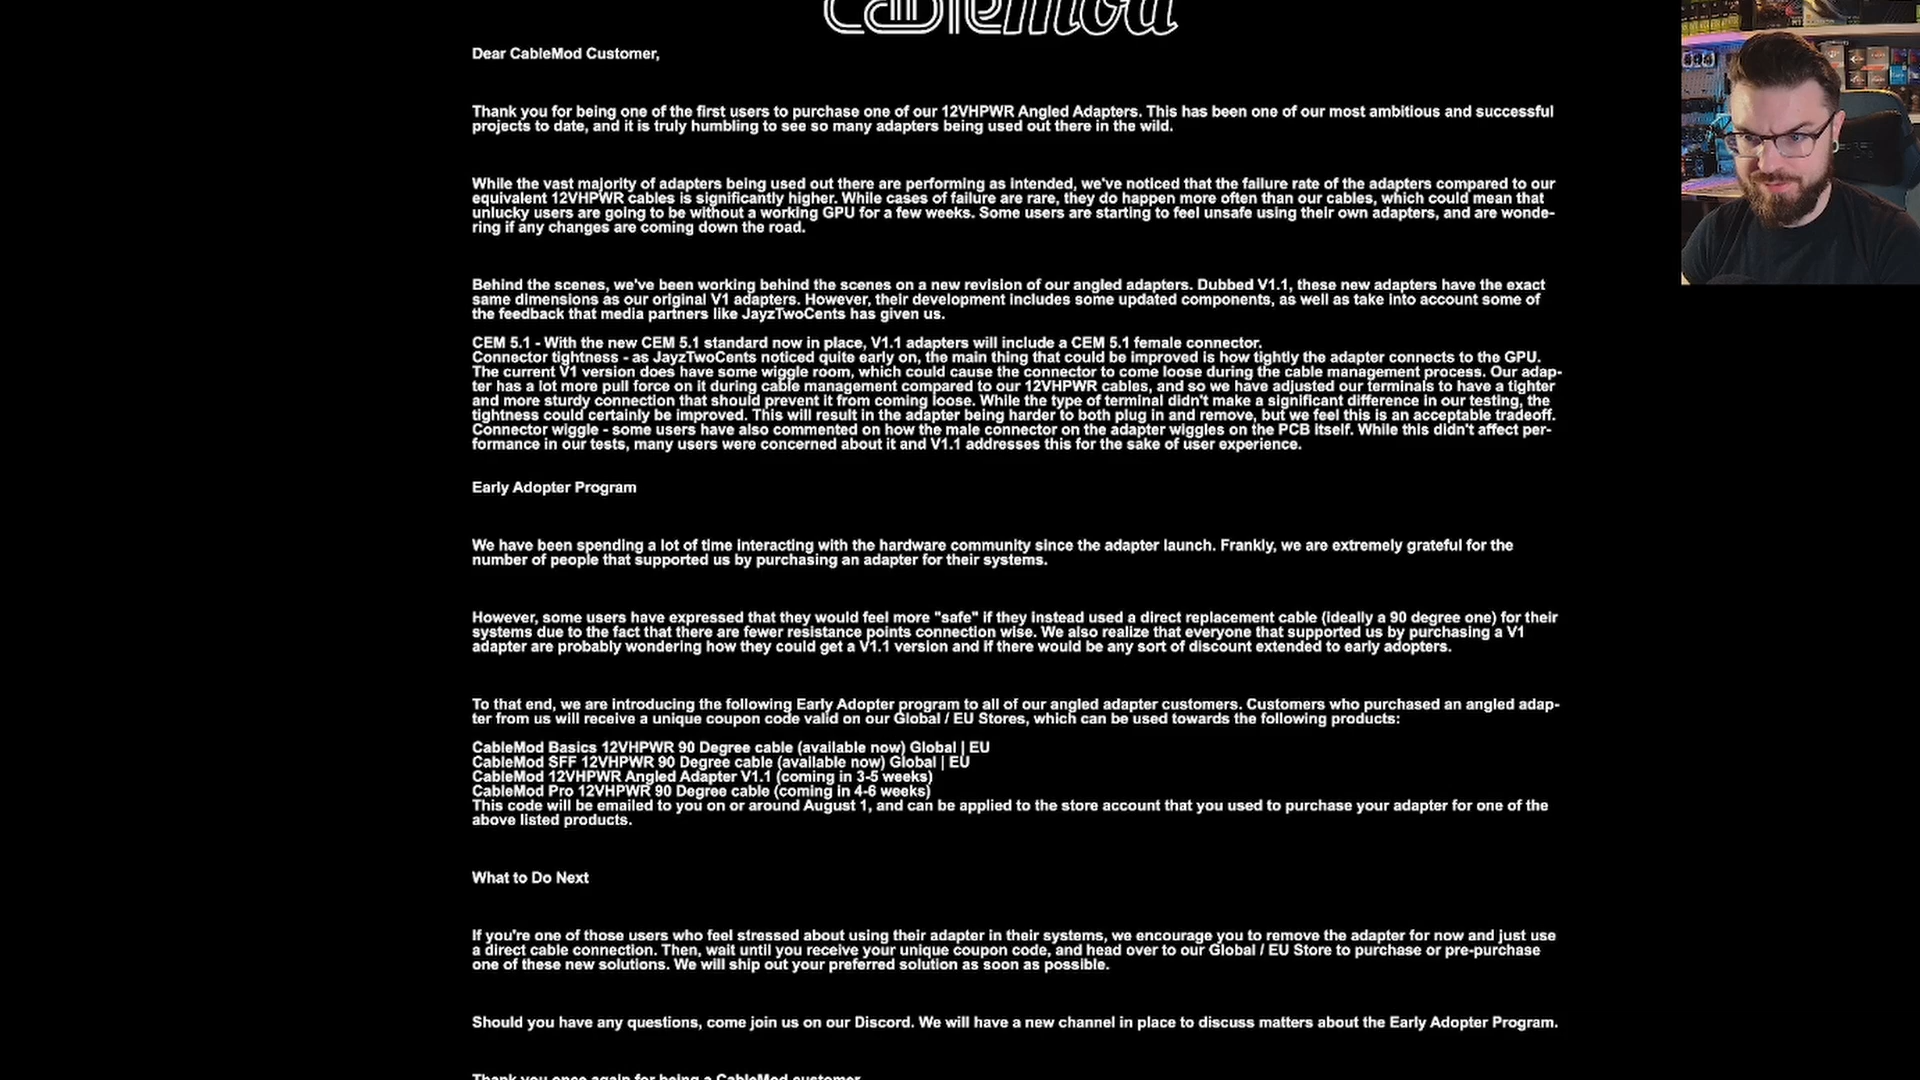 cablemod
Dear CableMod Customer,
Thank you for being one of the first users to purchase one of our 12VHPWR Angled Adapters. This has been one of our most ambitious and successful
projects to date, and it is truly humbling to see so many adapters being used out there in the wild.
While the vast majority of adapters being used out there are performing as intended, we've noticed that the failure rate of the adapters compared to our
equivalent 12VHPWR cables is significantly higher. While cases of failure are rare, they do happen more often than our cables, which could mean that
unlucky users are going to be without a working GPU for a few weeks. Some users are starting to feel unsafe using their own adapters, and are wonde-
ring if any changes are coming down the road.
Behind the scenes, we've been working behind the scenes on a new revision of our angled adapters. Dubbed V1.1, these new adapters have the exact
same dimensions as our original V1 adapters. However, their development includes some updated components, as well as take into account some of
the feedback that media partners like JayzTwoCents has given us.
CEM 5.1 - With the new CEM 5.1 standard now in place, V1.1 adapters will include a CEM 5.1 female connector.
Connector tightness - as JayzTwoCents noticed quite early on, the main thing that could be improved is how tightly the adapter connects to the GPU.
The current V1 version does have some wiggle room, which could cause the connector to come loose during the cable management process. Our adap-
ter has a lot more pull force on it during cable management compared to our 12VHPWR cables, and so we have adjusted our terminals to have a tighter
and more sturdy connection that should prevent it from coming loose. While the type of terminal didn't make a significant difference in our testing, the
tightness could certainly be improved. This will result in the adapter being harder to both plug in and remove, but we feel this is an acceptable tradeoff.
Connector wiggle - some users have also commented on how the male connector on the adapter wiggles on the PCB itself. While this didn't affect per-
formance in our tests, many users were concerned about it and V1.1 addresses this for the sake of user experience.
Early Adopter Program
We have been spending a lot of time interacting with the hardware community since the adapter launch. Frankly, we are extremely grateful for the
number of people that supported us by purchasing an adapter for their systems.
However, some users have expressed that they would feel more "safe" if they instead used a direct replacement cable (ideally a 90 degree one) for their
systems due to the fact that there are fewer resistance points connection wise. We also realize that everyone that supported us by purchasing a V1
adapter are probably wondering how they could get a V1.1 version and if there would be any sort of discount extended to early adopters.
To that end, we are introducing the following Early Adopter program to all of our angled adapter customers. Customers who purchased an angled adap-
ter from us will receive a unique coupon code valid on our Global / EU Stores, which can be used towards the following products:
CableMod Basics 12VHPWR 90 Degree cable (available now) Global | EU
CableMod SFF 12VHPWR 90 Degree cable (available now) Global | EU
CableMod 12VHPWR Angled Adapter V1.1 (coming in 3-5 weeks)
CableMod Pro 12VHPWR 90 Degree cable (coming in 4-6 weeks)
This code will be emailed to you on or around August 1, and can be applied to the store account that you used to purchase your adapter for one of the
above listed products.
What to Do Next
If you're one of those users who feel stressed about using their adapter in their systems, we encourage you to remove the adapter for now and just use
a direct cable connection. Then, wait until you receive your unique coupon code, and head over to our Global / EU Store to purchase or pre-purchase
one of these new solutions. We will ship out your preferred solution as soon as possible.
Should you have any questions, come join us on our Discord. We will have a new channel in place to discuss matters about the Early Adopter Program.
Thank you once again for being a CableMod customer